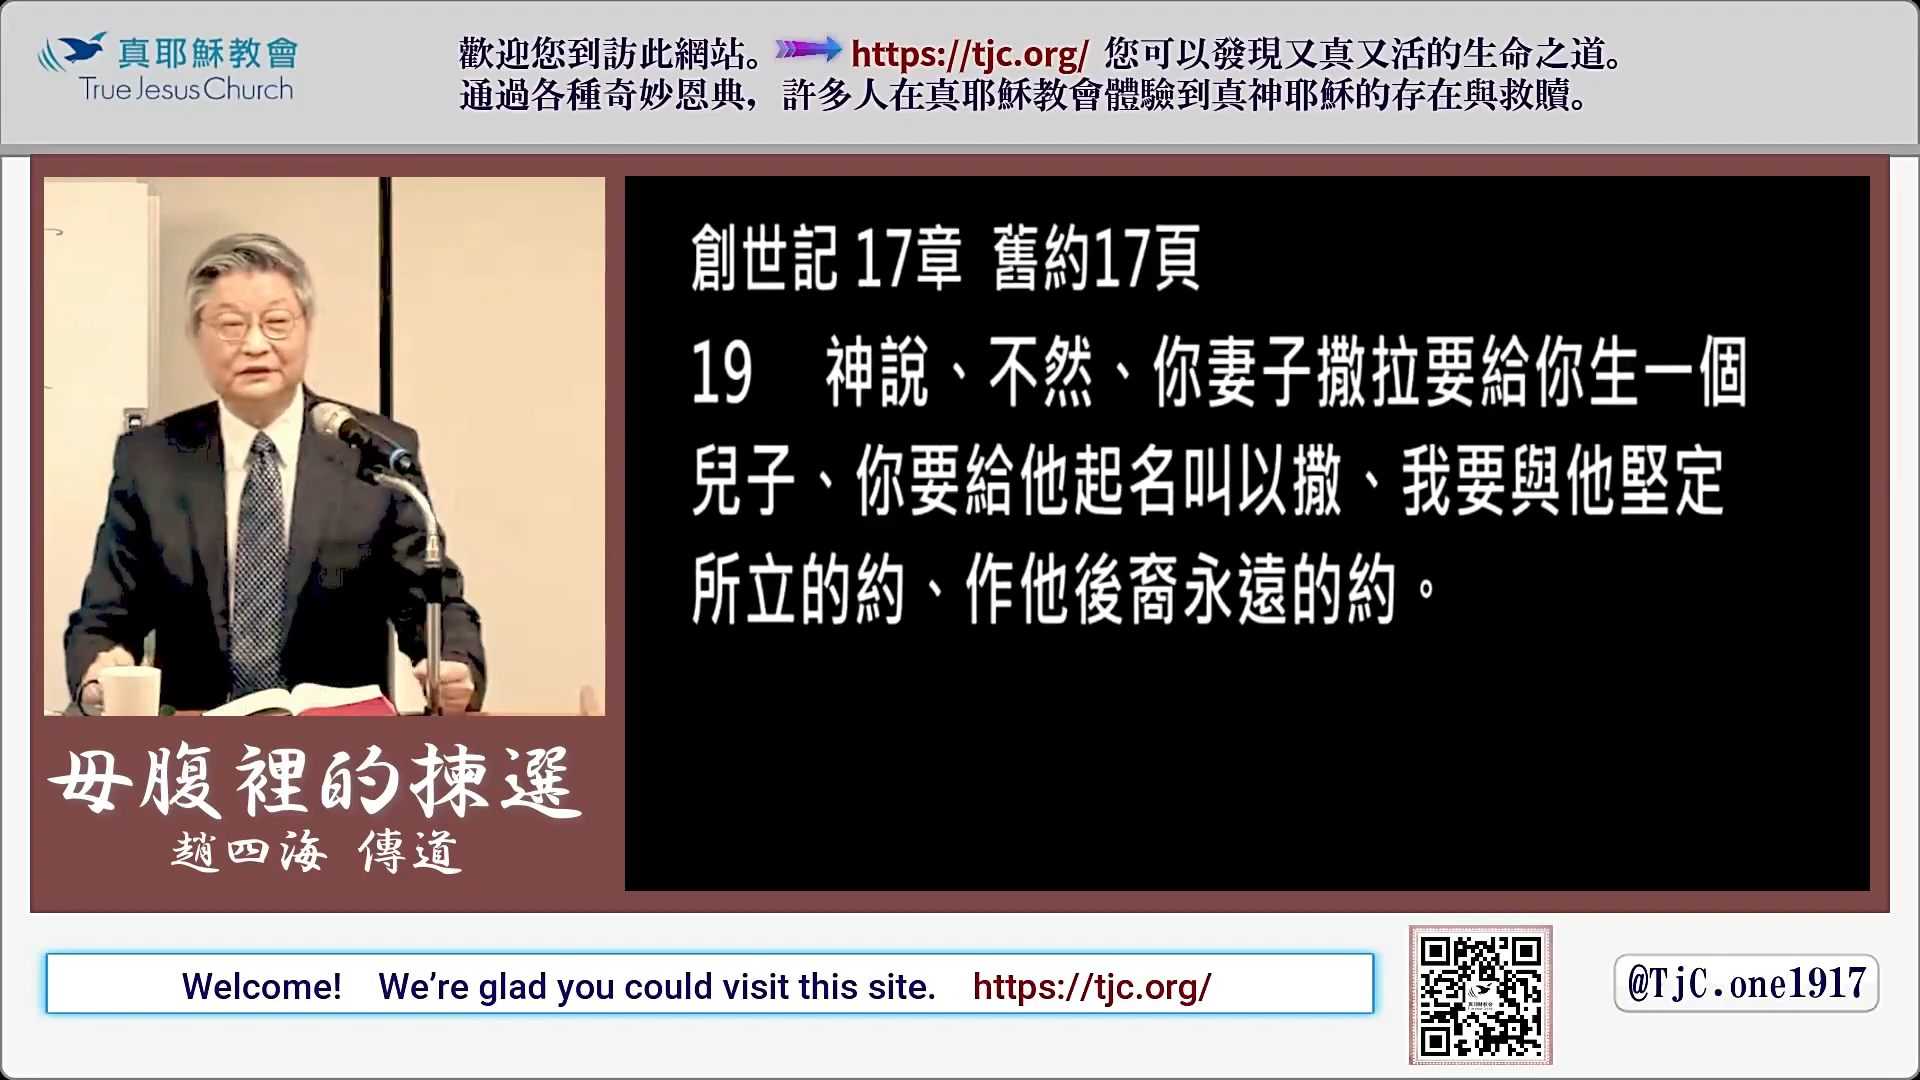 真耶穌教會
True Jesus Church
歡迎您到訪此網站。 https://tjc.org/ 您可以發現又真又活的生命之道。
通過各種奇妙恩典，許多人在真耶穌教會體驗到真神耶穌的存在與救贖。
創世記 17章 舊約17頁
19 神說、不然、你妻子撒拉要給你生一個
兒子、你要給他起名叫以撒、我要與他堅定
所立的約、作他後裔永遠的約。
母腹裡的揀選
趙四海 傳道
Welcome! We’re glad you could visit this site. https://tjc.org/
@TjC.one1917